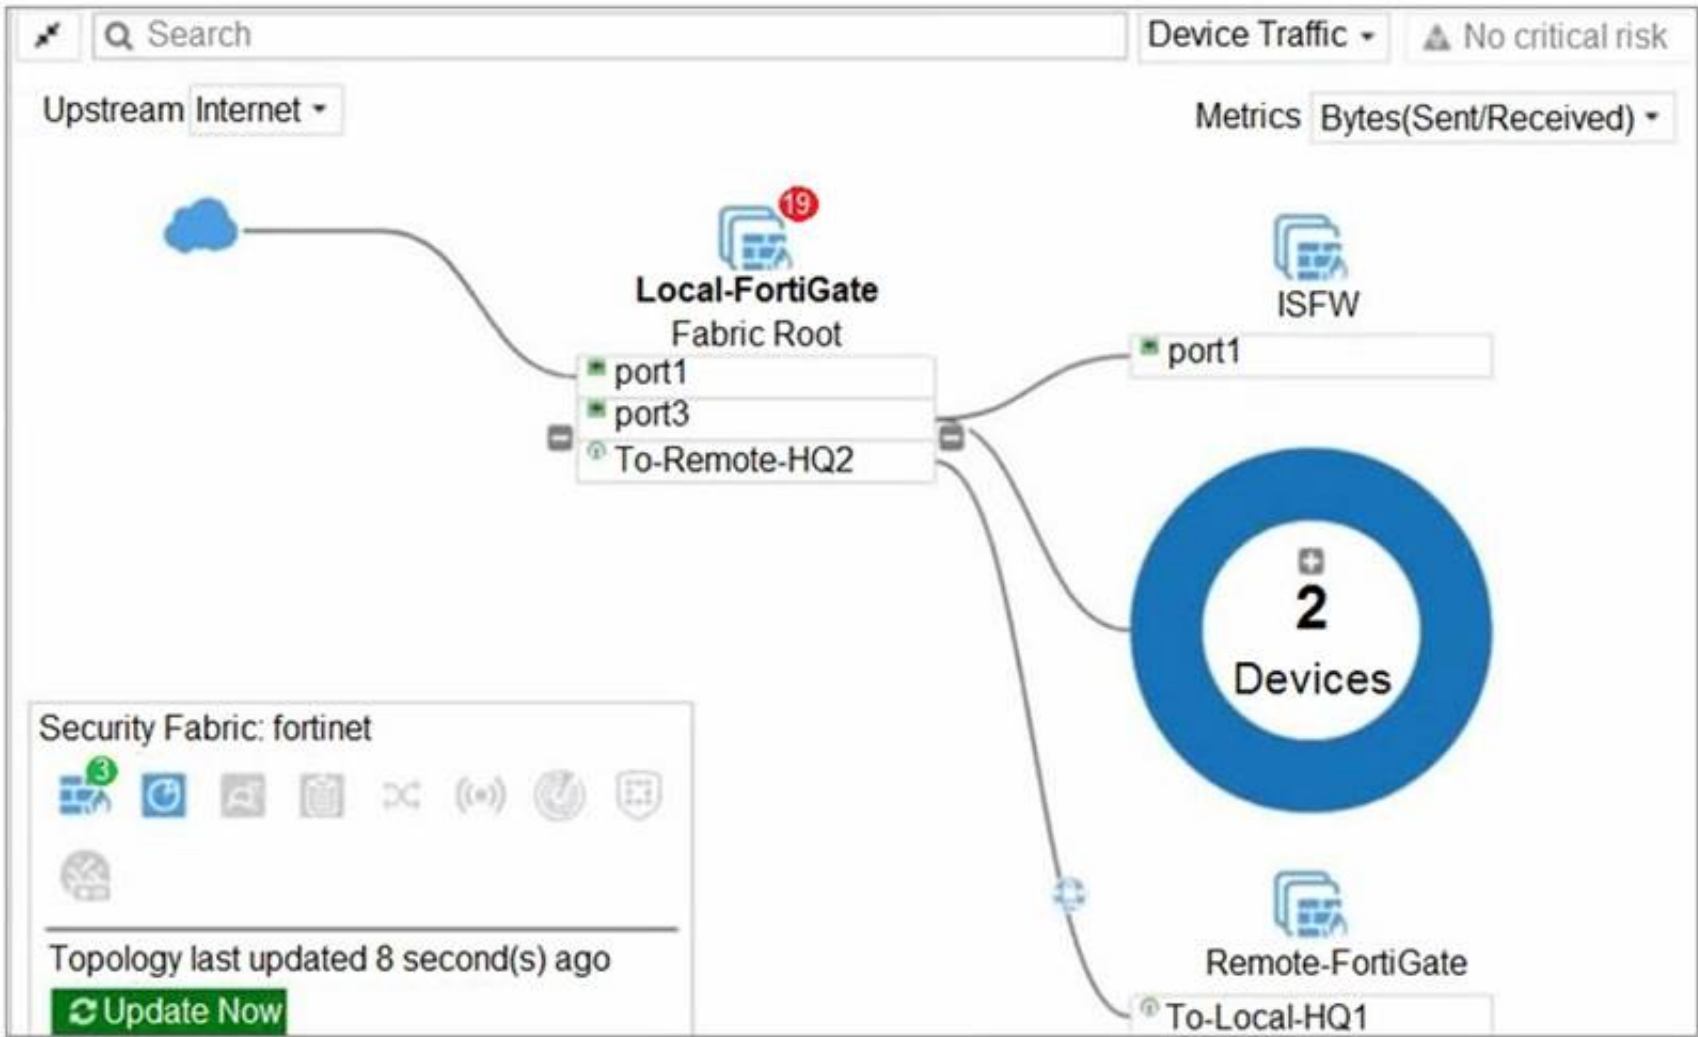 Search
Device Traffic
No critical risk
Upstream Internet
Metrics Bytes(Sent/Received)
19
Local-FortiGate
Fabric Root
port1
port3
To-Remote-HQ2
ISFW
port1
2
Devices
Remote-FortiGate
To-Local-HQ1
Security Fabric: fortinet
3
Topology last updated 8 second(s) ago
Update Now